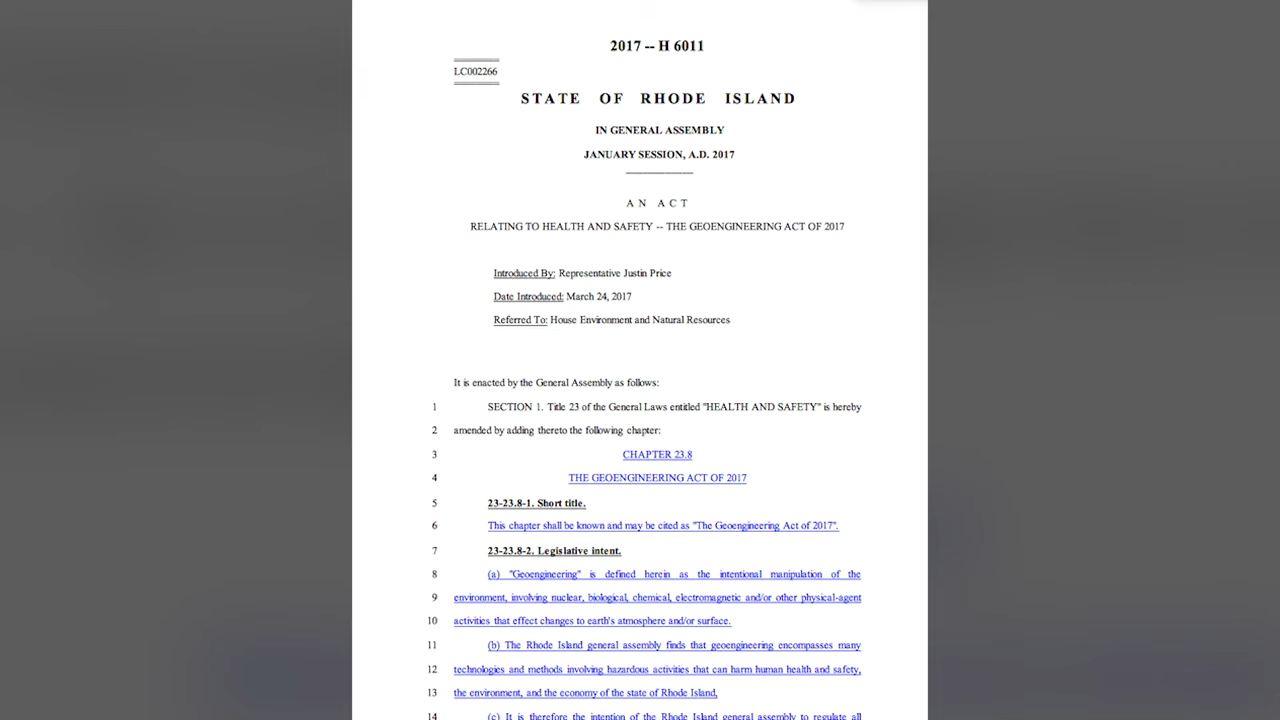 2017 -- H 6011
LC002266
STATE OF RHODE ISLAND
IN GENERAL ASSEMBLY
JANUARY SESSION, A.D. 2017
AN ACT
RELATING TO HEALTH AND SAFETY -- THE GEOENGINEERING ACT OF 2017
Introduced By: Representative Justin Price
Date Introduced: March 24, 2017
Referred To: House Environment and Natural Resources
It is enacted by the General Assembly as follows:
1 SECTION 1. Title 23 of the General Laws entitled "HEALTH AND SAFETY" is hereby
2 amended by adding thereto the following chapter:
3 CHAPTER 23.8
4 THE GEOENGINEERING ACT OF 2017
5 23-23.8-1. Short title.
6 This chapter shall be known and may be cited as "The Geoengineering Act of 2017".
7 23-23.8-2. Legislative intent.
8 (a) "Geoengineering" is defined herein as the intentional manipulation of the
9 environment, involving nuclear, biological, chemical, electromagnetic and/or other physical-agent
10 activities that effect changes to earth's atmosphere and/or surface.
11 (b) The Rhode Island general assembly finds that geoengineering encompasses many
12 technologies and methods involving hazardous activities that can harm human health and safety,
13 the environment, and the economy of the state of Rhode Island,
14 (c) It is therefore the intention of the Rhode Island general assembly to regulate all